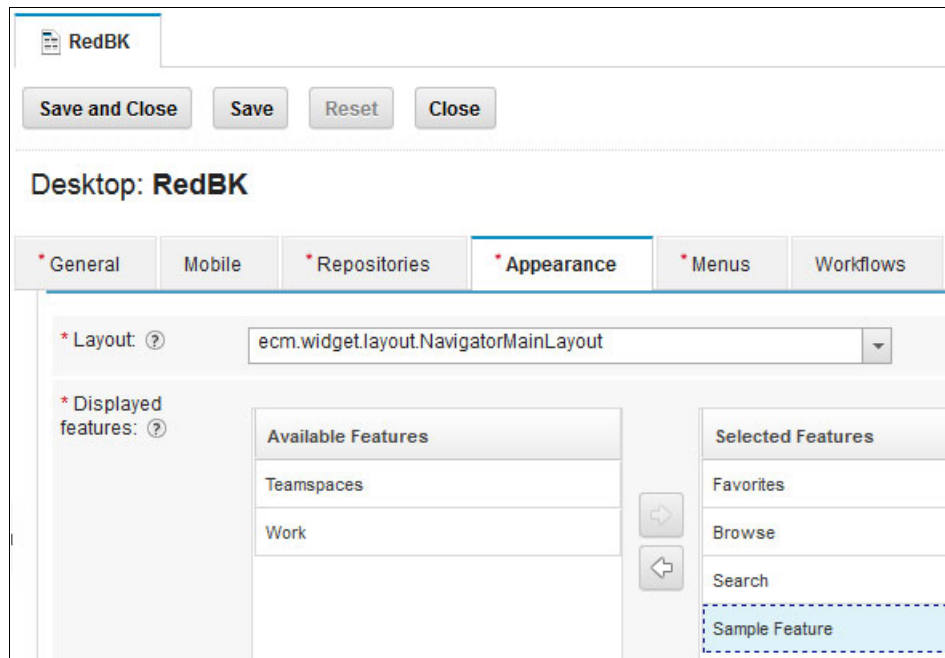 RedBK
Save and Close Save Reset Close
Desktop: RedBK
* General Mobile * Repositories * Appearance * Menus Workflows
* Layout: ? ecm.widget.layout.NavigatorMainLayout
* Displayed
features: ?
Available Features Selected Features
Teamspaces Favorites
Work Browse
Search
Sample Feature